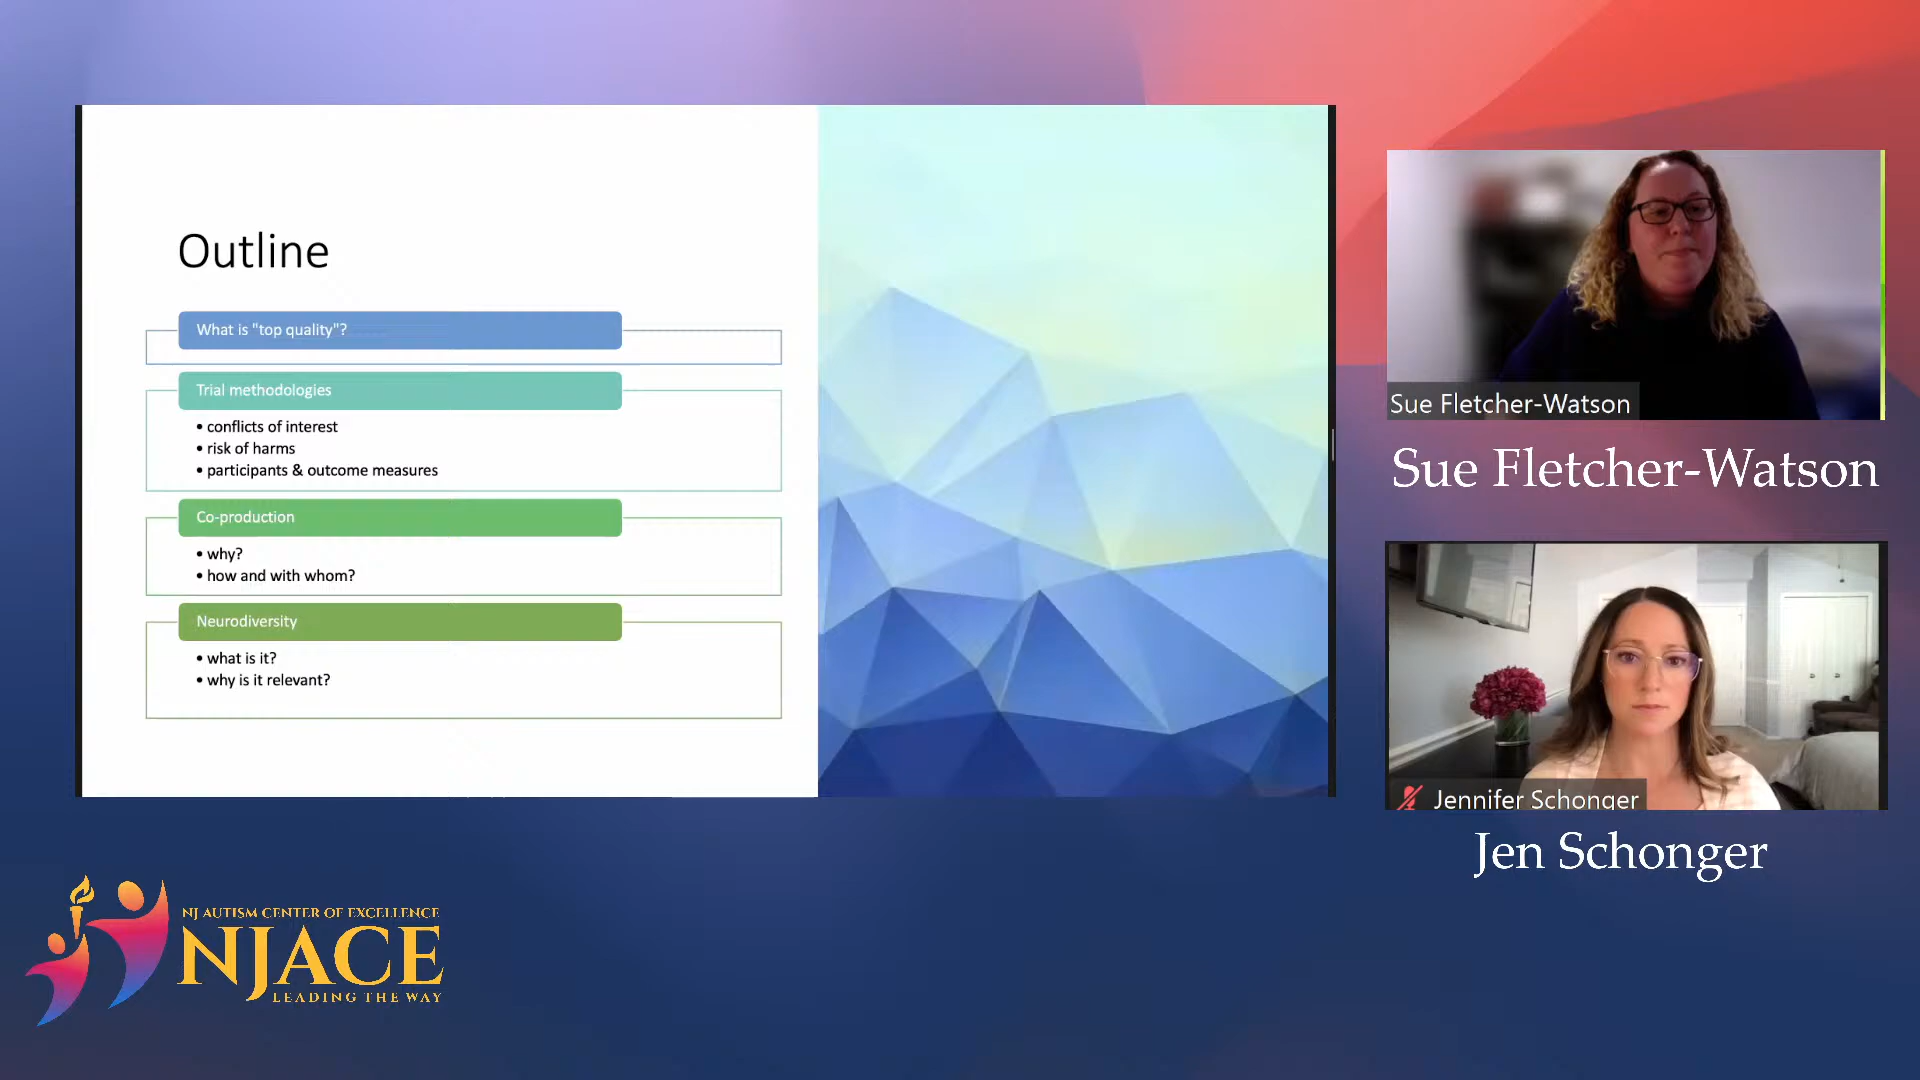 Outline
What is "top quality"?
Trial methodologies
• conflicts of interest
• risk of harms
• participants & outcome measures
Co-production
• why?
• how and with whom?
Neurodiversity
• what is it?
• why is it relevant?
Sue Fletcher-Watson
Sue Fletcher-Watson
Jennifer Schonger
Jen Schonger
NJ AUTISM CENTER OF EXCELLENCE
NJACE
LEADING THE WAY